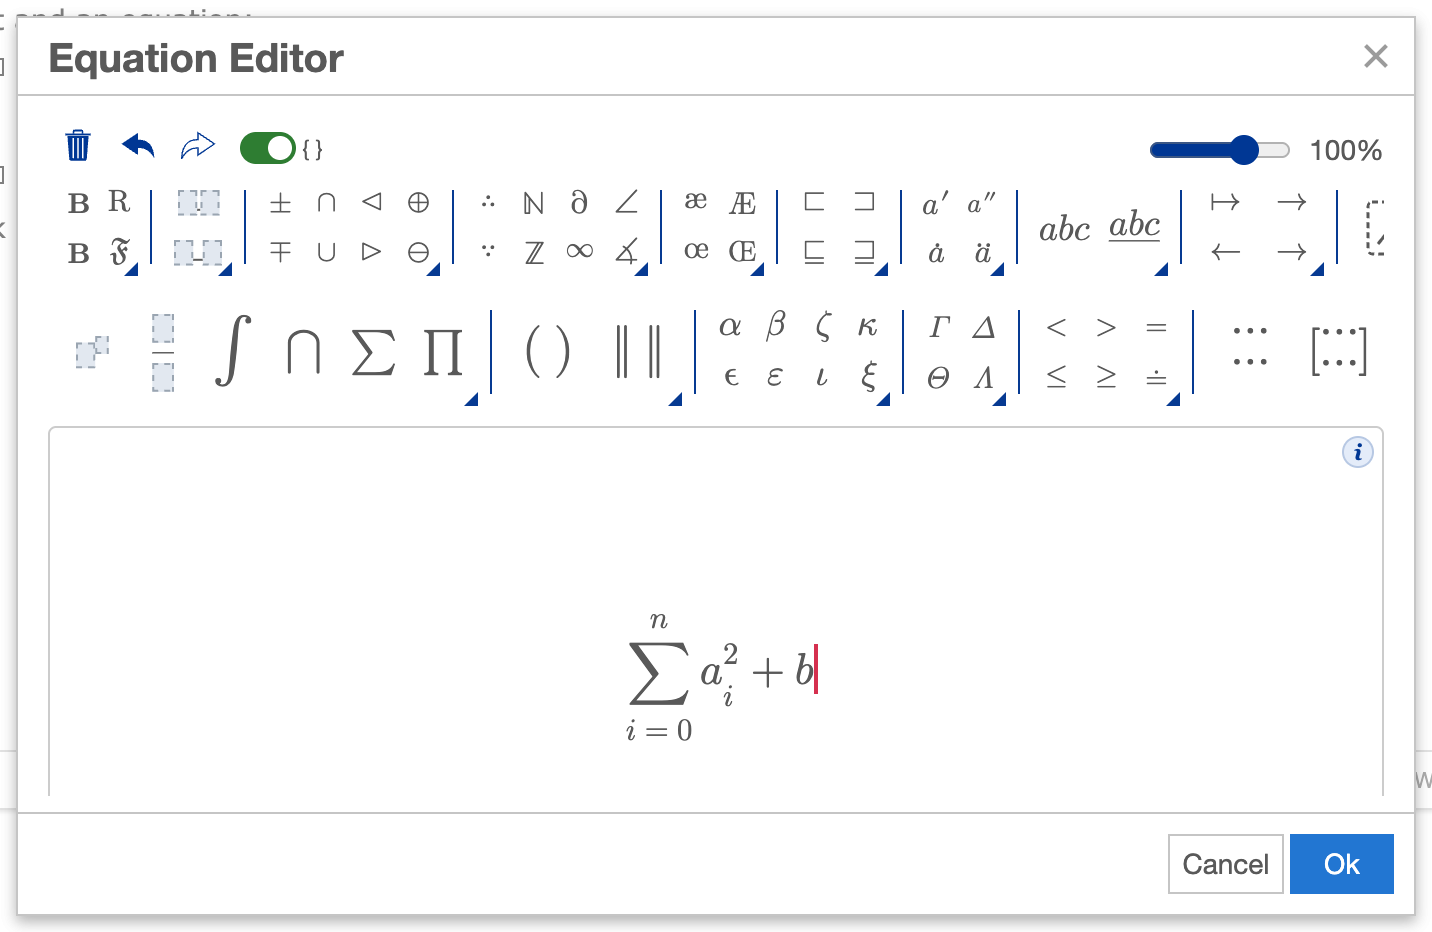 Equation Editor ×
{ } 100%
B R ± ∩ ◁ ⊕ ∴ ℕ ∂ ∠ æ Æ ⊏ ⊐ a′ a″ abc abc ↦ →
B 𝔉 ∓ ∪ ▷ ⊖ ∵ ℤ ∞ ∡ œ Œ ⊑ ⊒ ȧ ä ← →
∫ ∩ ∑ ∏ ( ) ‖ ‖ α β ζ κ Γ Δ < > =
ϵ ε ι ξ Θ Λ ≤ ≥ ≐
i
n
∑ a_i^2 + b
i = 0
Cancel Ok